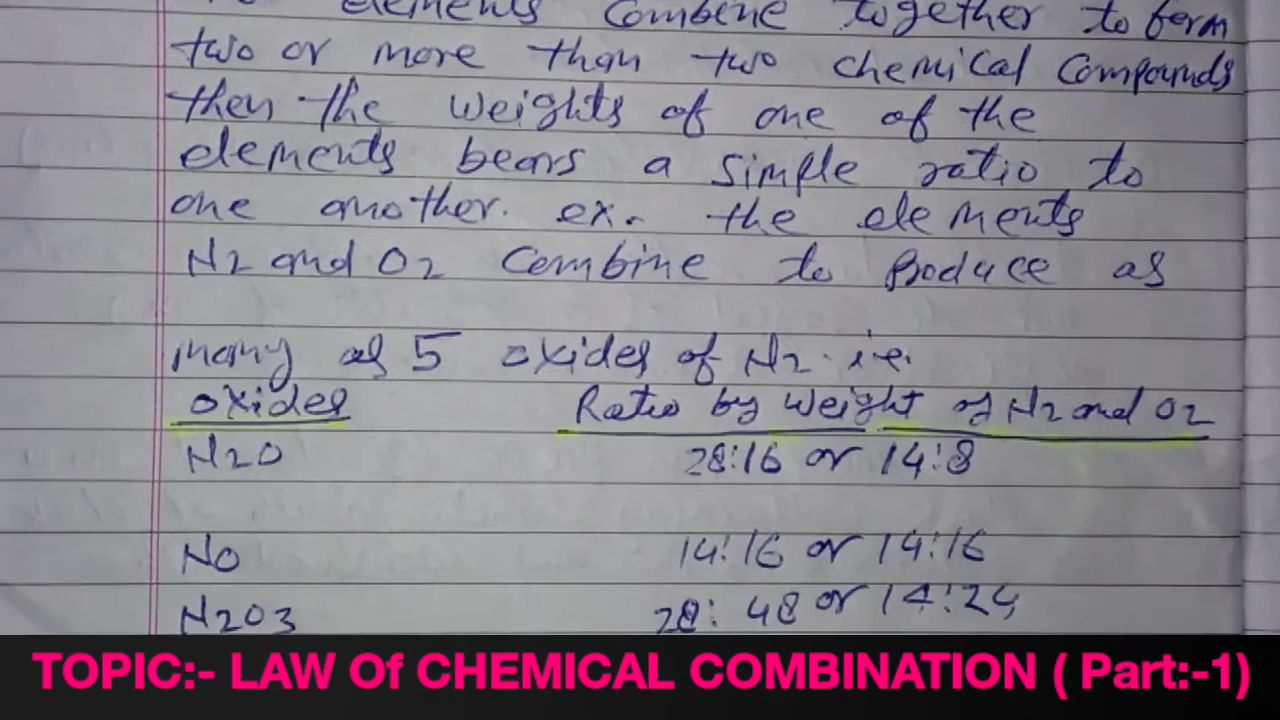 elements combine together to form
two or more than two chemical compounds
then the weights of one of the
elements bears a simple ratio to
one another. ex. the elements
N2 and O2 combine to Produce as
many as 5 oxides of N2. i.e.
oxides Ratio by weight of N2 and O2
N2O 28:16 or 14:8
NO 14:16 or 14:16
N2O3 28:48 or 14:24
TOPIC:- LAW Of CHEMICAL COMBINATION ( Part:-1)